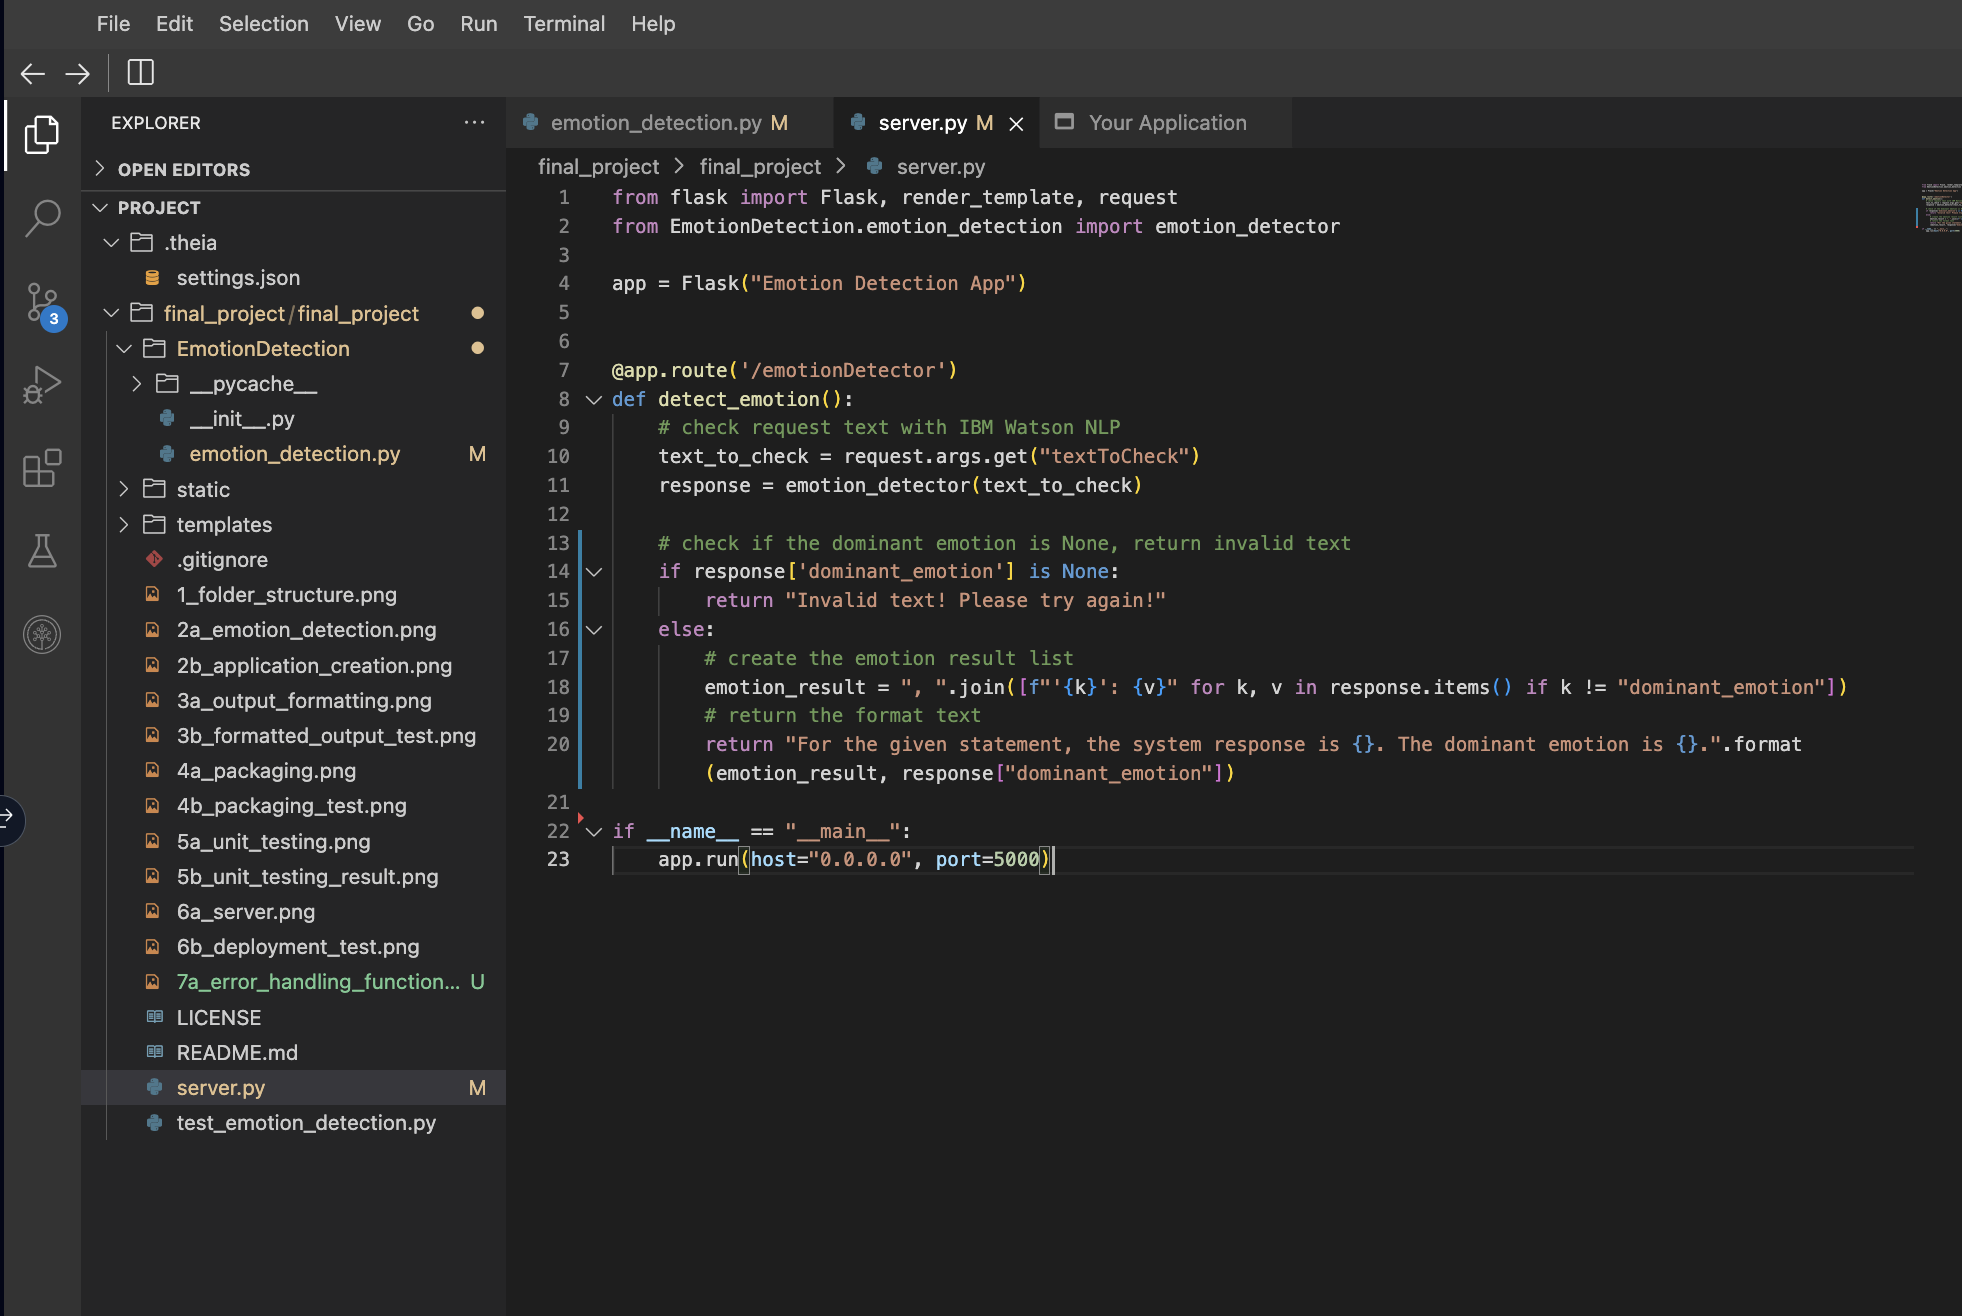 File Edit Selection View Go Run Terminal Help
EXPLORER ...
OPEN EDITORS
PROJECT
.theia
settings.json
final_project/final_project
EmotionDetection
__pycache__
__init__.py
emotion_detection.py M
static
templates
.gitignore
1_folder_structure.png
2a_emotion_detection.png
2b_application_creation.png
3a_output_formatting.png
3b_formatted_output_test.png
4a_packaging.png
4b_packaging_test.png
5a_unit_testing.png
5b_unit_testing_result.png
6a_server.png
6b_deployment_test.png
7a_error_handling_function... U
LICENSE
README.md
server.py M
test_emotion_detection.py
3
emotion_detection.py M server.py M Your Application
final_project > final_project > server.py
1 from flask import Flask, render_template, request
2 from EmotionDetection.emotion_detection import emotion_detector
3
4 app = Flask("Emotion Detection App")
5
6
7 @app.route('/emotionDetector')
8 def detect_emotion():
9 # check request text with IBM Watson NLP
10 text_to_check = request.args.get("textToCheck")
11 response = emotion_detector(text_to_check)
12
13 # check if the dominant emotion is None, return invalid text
14 if response['dominant_emotion'] is None:
15 return "Invalid text! Please try again!"
16 else:
17 # create the emotion result list
18 emotion_result = ", ".join([f"'{k}': {v}" for k, v in response.items() if k != "dominant_emotion"])
19 # return the format text
20 return "For the given statement, the system response is {}. The dominant emotion is {}.".format
(emotion_result, response["dominant_emotion"])
21
22 if __name__ == "__main__":
23 app.run(host="0.0.0.0", port=5000)